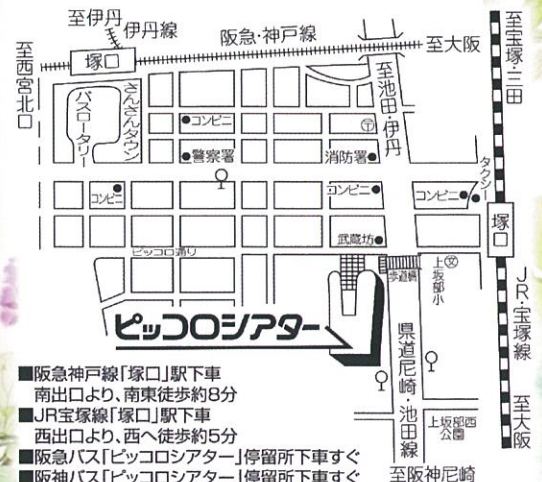 至伊丹
伊丹線
阪急・神戸線
至大阪
至宝塚・三田
塚口
至西宮北口
バスロータリー
さんさんタウン
至池田・伊丹
コンビニ
〒
警察署
消防署
タクシー
コンビニ
コンビニ
コンビニ
塚口
武蔵坊
ピッコロ通り
歩道橋
上坂部小
文
JR・宝塚線
ピッコロシアター
県道尼崎・池田線
■阪急神戸線「塚口」駅下車
南出口より、南東徒歩約8分
■JR宝塚線「塚口」駅下車
西出口より、西へ徒歩約5分
■阪急バス「ピッコロシアター」停留所下車すぐ
■阪神バス「ピッコロシアター」停留所下車すぐ
上坂部西公園
至大阪
至阪神尼崎